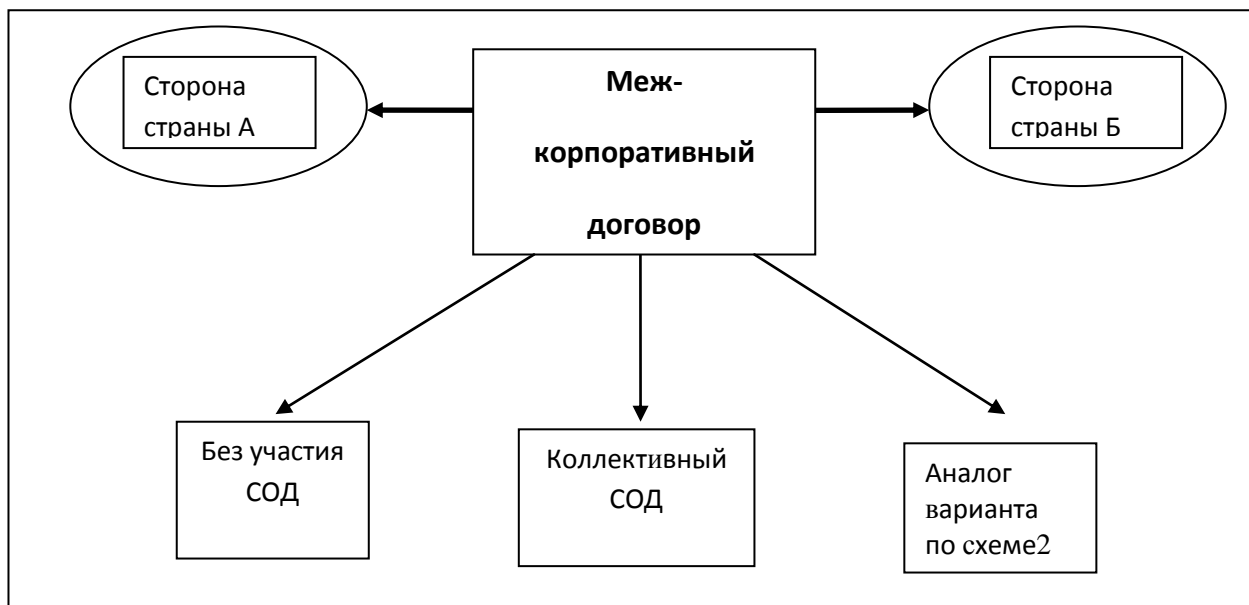 Сторона
страны А
Меж-
корпоративный
договор
Сторона
страны Б
Без участия
СОД
Коллективный
СОД
Аналог
варианта
по схеме2